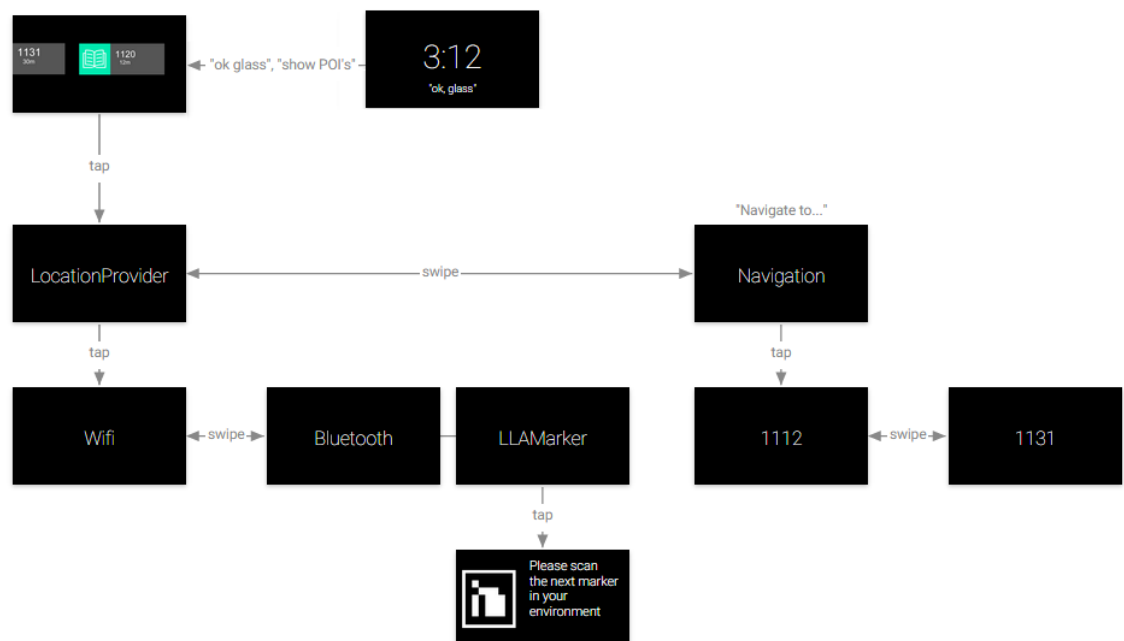 1131
30m
1120
12m
"ok glass", "show POI's"
3:12
"ok, glass"
tap
"Navigate to..."
LocationProvider
swipe
Navigation
tap
tap
Wifi
swipe
Bluetooth
LLAMarker
1112
swipe
1131
tap
Please scan
the next marker
in your
environment